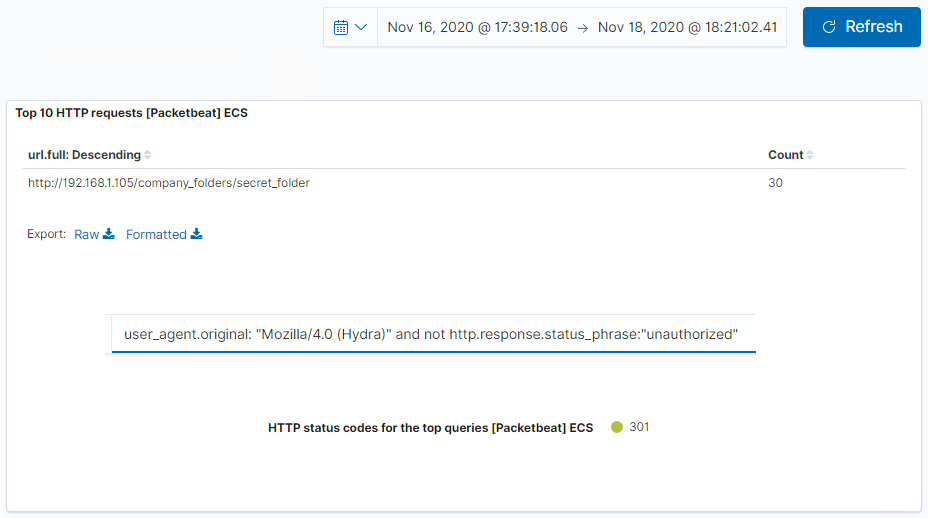 Nov 16, 2020 @ 17:39:18.06 → Nov 18, 2020 @ 18:21:02.41 Refresh
Top 10 HTTP requests [Packetbeat] ECS
url.full: Descending Count
http://192.168.1.105/company_folders/secret_folder 30
Export: Raw Formatted
user_agent.original: "Mozilla/4.0 (Hydra)" and not http.response.status_phrase:"unauthorized"
HTTP status codes for the top queries [Packetbeat] ECS 301